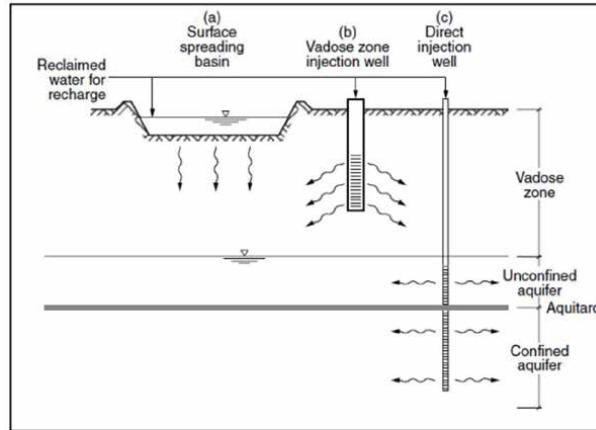 (a)
Surface
spreading
basin
(b)
Vadose zone
injection well
(c)
Direct
injection
well
Reclaimed
water for
recharge
Vadose
zone
Unconfined
aquifer
Aquitard
Confined
aquifer